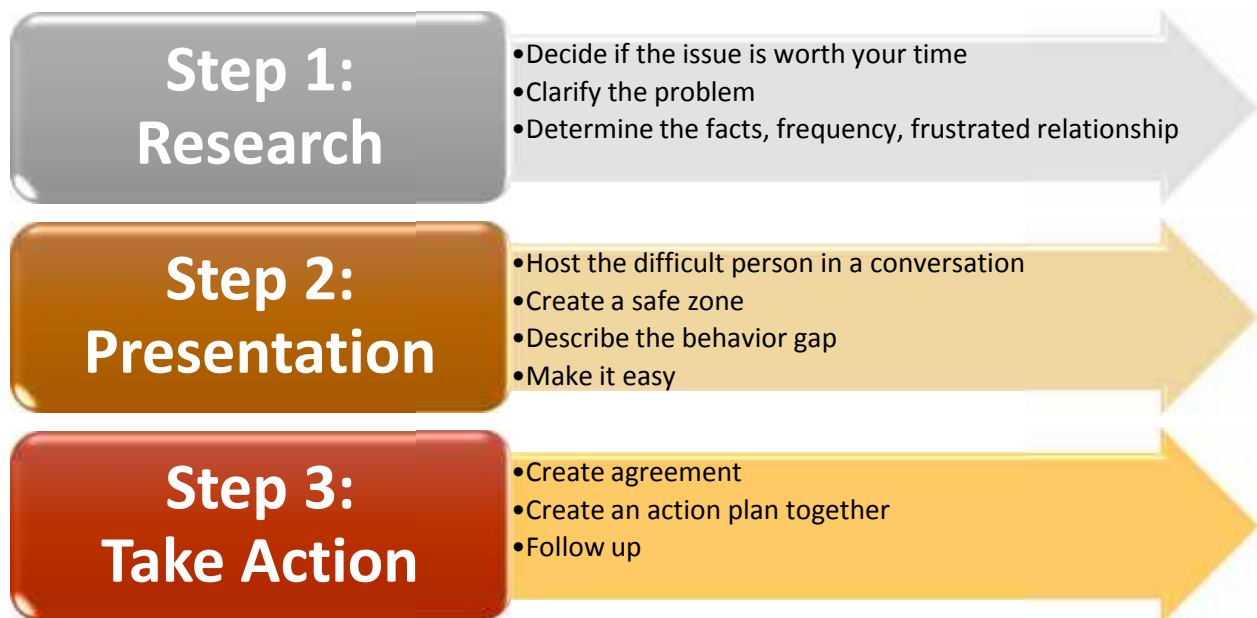 Step 1:
Research
•Decide if the issue is worth your time
•Clarify the problem
•Determine the facts, frequency, frustrated relationship
Step 2:
Presentation
•Host the difficult person in a conversation
•Create a safe zone
•Describe the behavior gap
•Make it easy
Step 3:
Take Action
•Create agreement
•Create an action plan together
•Follow up